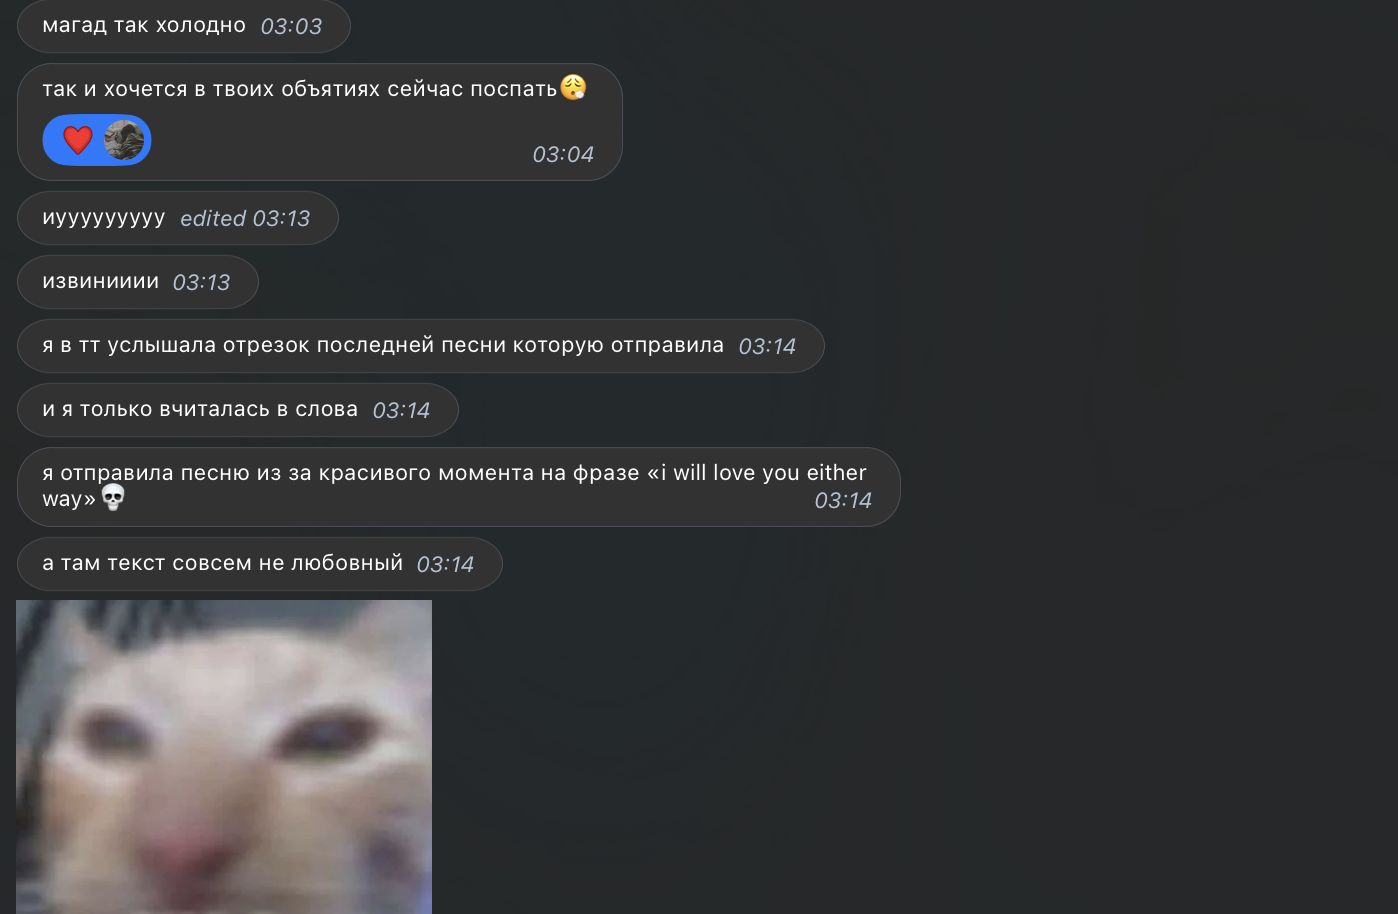 магад так холодно 03:03
так и хочется в твоих объятиях сейчас поспать😮‍💨
❤️
03:04
иууууууууу edited 03:13
извинииии 03:13
я в тт услышала отрезок последней песни которую отправила 03:14
и я только вчиталась в слова 03:14
я отправила песню из за красивого момента на фразе «i will love you either
way»💀 03:14
а там текст совсем не любовный 03:14